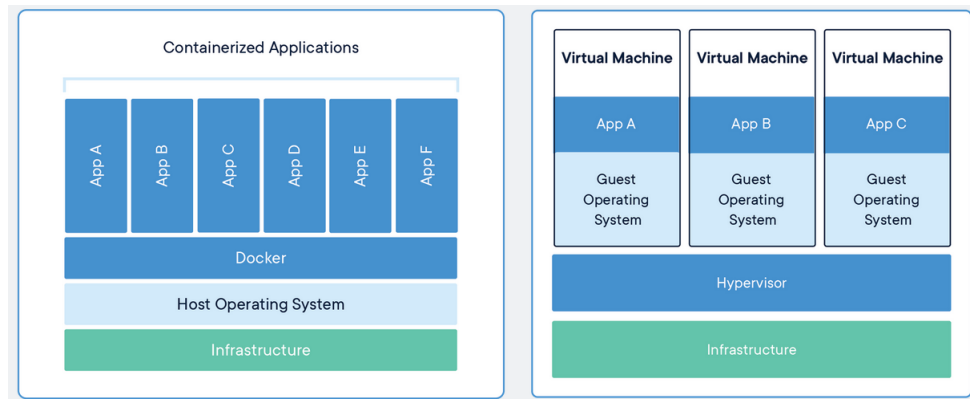 Containerized Applications
App A
App B
App C
App D
App E
App F
Docker
Host Operating System
Infrastructure
Virtual Machine
App A
Guest
Operating
System
Virtual Machine
App B
Guest
Operating
System
Virtual Machine
App C
Guest
Operating
System
Hypervisor
Infrastructure